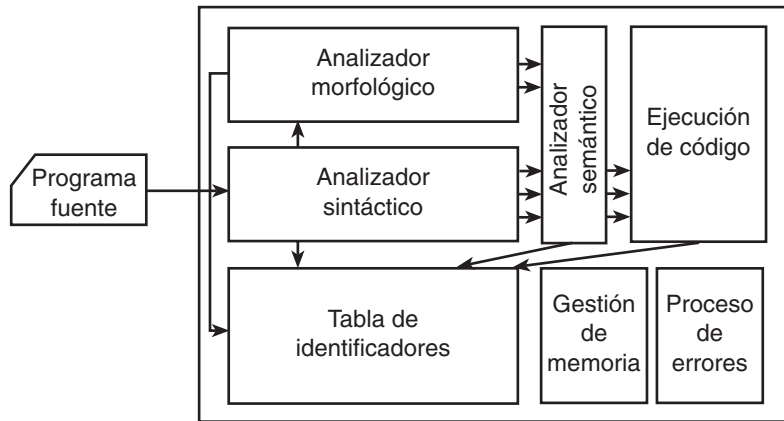 Analizador
morfológico
Analizador
semántico
Ejecución
de código
Programa
fuente
Analizador
sintáctico
Tabla de
identificadores
Gestión
de
memoria
Proceso
de
errores